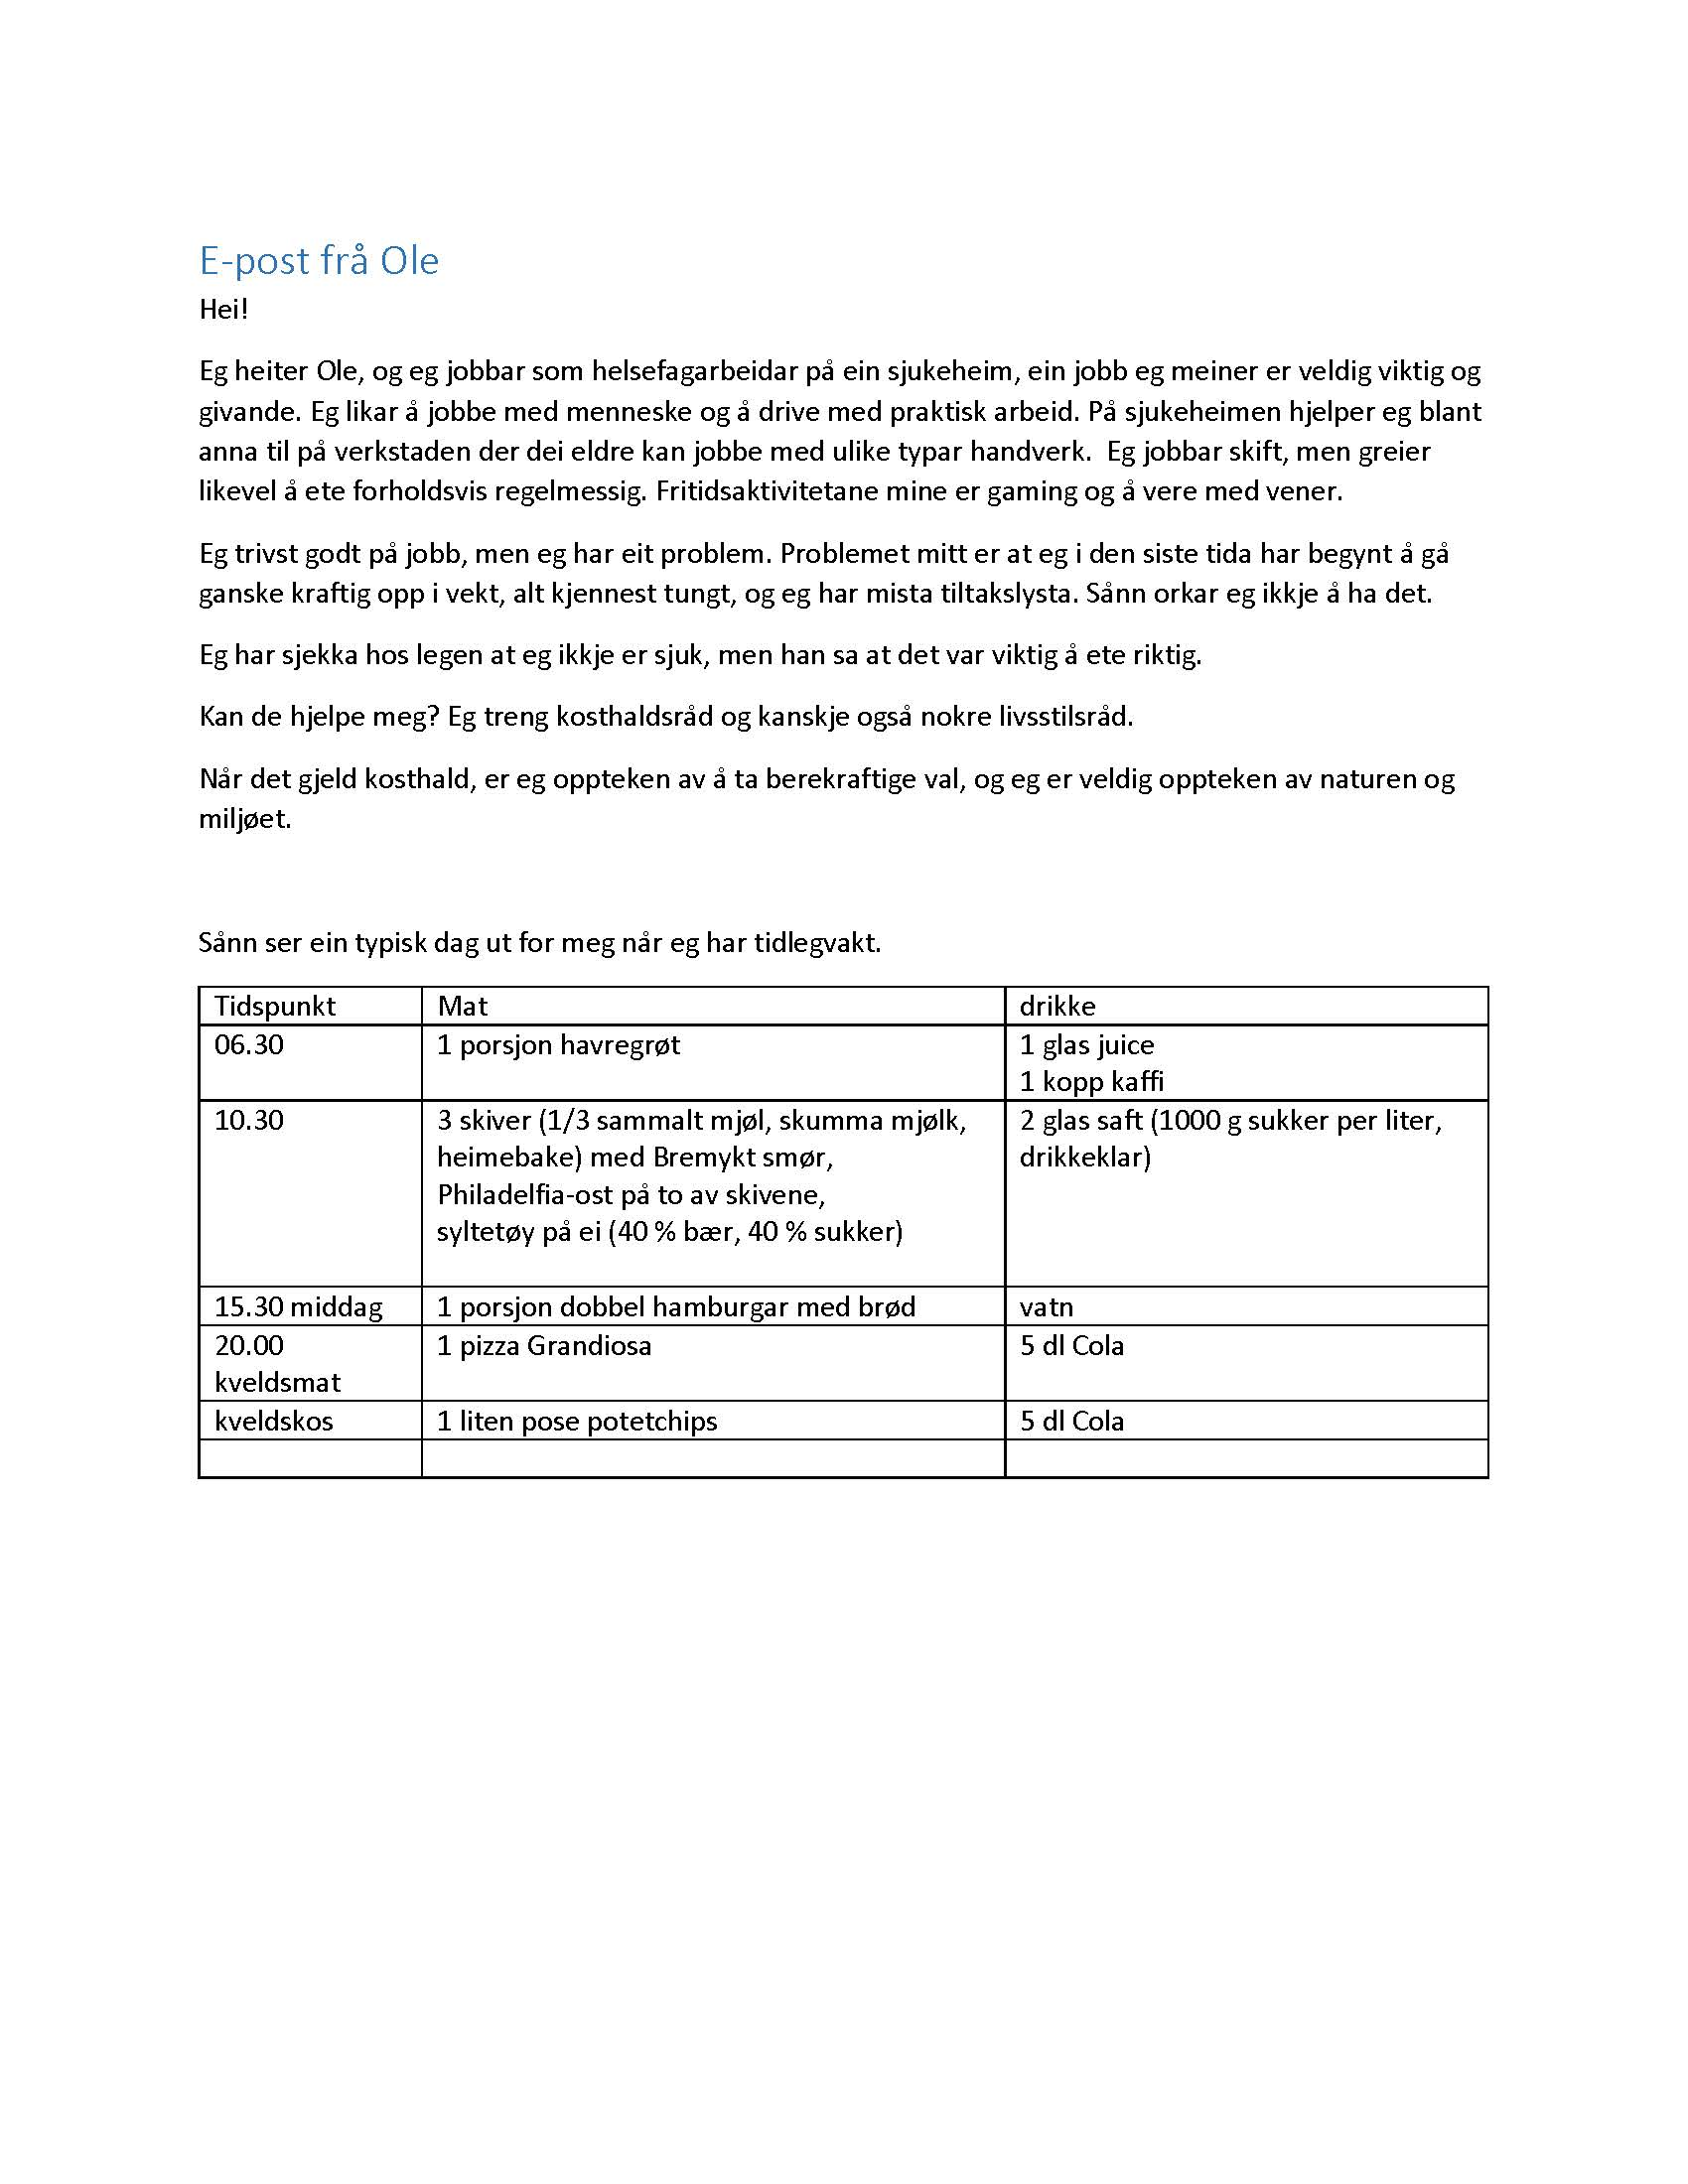 E-post frå Ole
Hei!
Eg heiter Ole, og eg jobbar som helsefagarbeidar på ein sjukeheim, ein jobb eg meiner er veldig viktig og
givande. Eg likar å jobbe med menneske og å drive med praktisk arbeid. På sjukeheimen hjelper eg blant
anna til på verkstaden der dei eldre kan jobbe med ulike typar handverk.  Eg jobbar skift, men greier
likevel å ete forholdsvis regelmessig. Fritidsaktivitetane mine er gaming og å vere med vener.
Eg trivst godt på jobb, men eg har eit problem. Problemet mitt er at eg i den siste tida har begynt å gå
ganske kraftig opp i vekt, alt kjennest tungt, og eg har mista tiltakslysta. Sånn orkar eg ikkje å ha det.
Eg har sjekka hos legen at eg ikkje er sjuk, men han sa at det var viktig å ete riktig.
Kan de hjelpe meg? Eg treng kosthaldsråd og kanskje også nokre livsstilsråd.
Når det gjeld kosthald, er eg oppteken av å ta berekraftige val, og eg er veldig oppteken av naturen og
miljøet.
Sånn ser ein typisk dag ut for meg når eg har tidlegvakt.
Tidspunkt Mat drikke
06.30 1 porsjon havregrøt 1 glas juice
1 kopp kaffi
10.30 3 skiver (1/3 sammalt mjøl, skumma mjølk, 2 glas saft (1000 g sukker per liter,
heimebake) med Bremykt smør, drikkeklar)
Philadelfia-ost på to av skivene,
syltetøy på ei (40 % bær, 40 % sukker)
15.30 middag 1 porsjon dobbel hamburgar med brød vatn
20.00 1 pizza Grandiosa 5 dl Cola
kveldsmat
kveldskos 1 liten pose potetchips 5 dl Cola